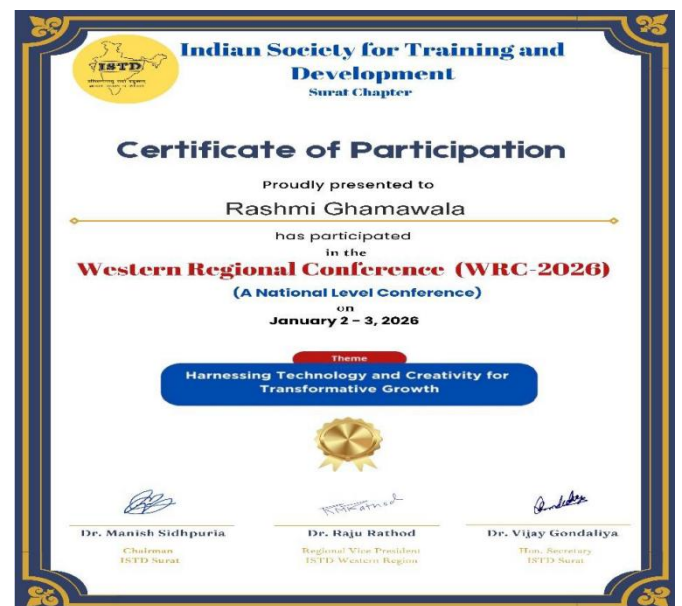 ISTD
Indian Society for Training and
Development
Surat Chapter
Certificate of Participation
Proudly presented to
Rashmi Ghamawala
has participated
in the
Western Regional Conference (WRC-2026)
(A National Level Conference)
on
January 2 – 3, 2026
Theme
Harnessing Technology and Creativity for
Transformative Growth
Dr. Manish Sidhpuria
Chairman
ISTD Surat
Dr. Raju Rathod
Regional Vice President
ISTD Western Region
Dr. Vijay Gondaliya
Hon. Secretary
ISTD Surat